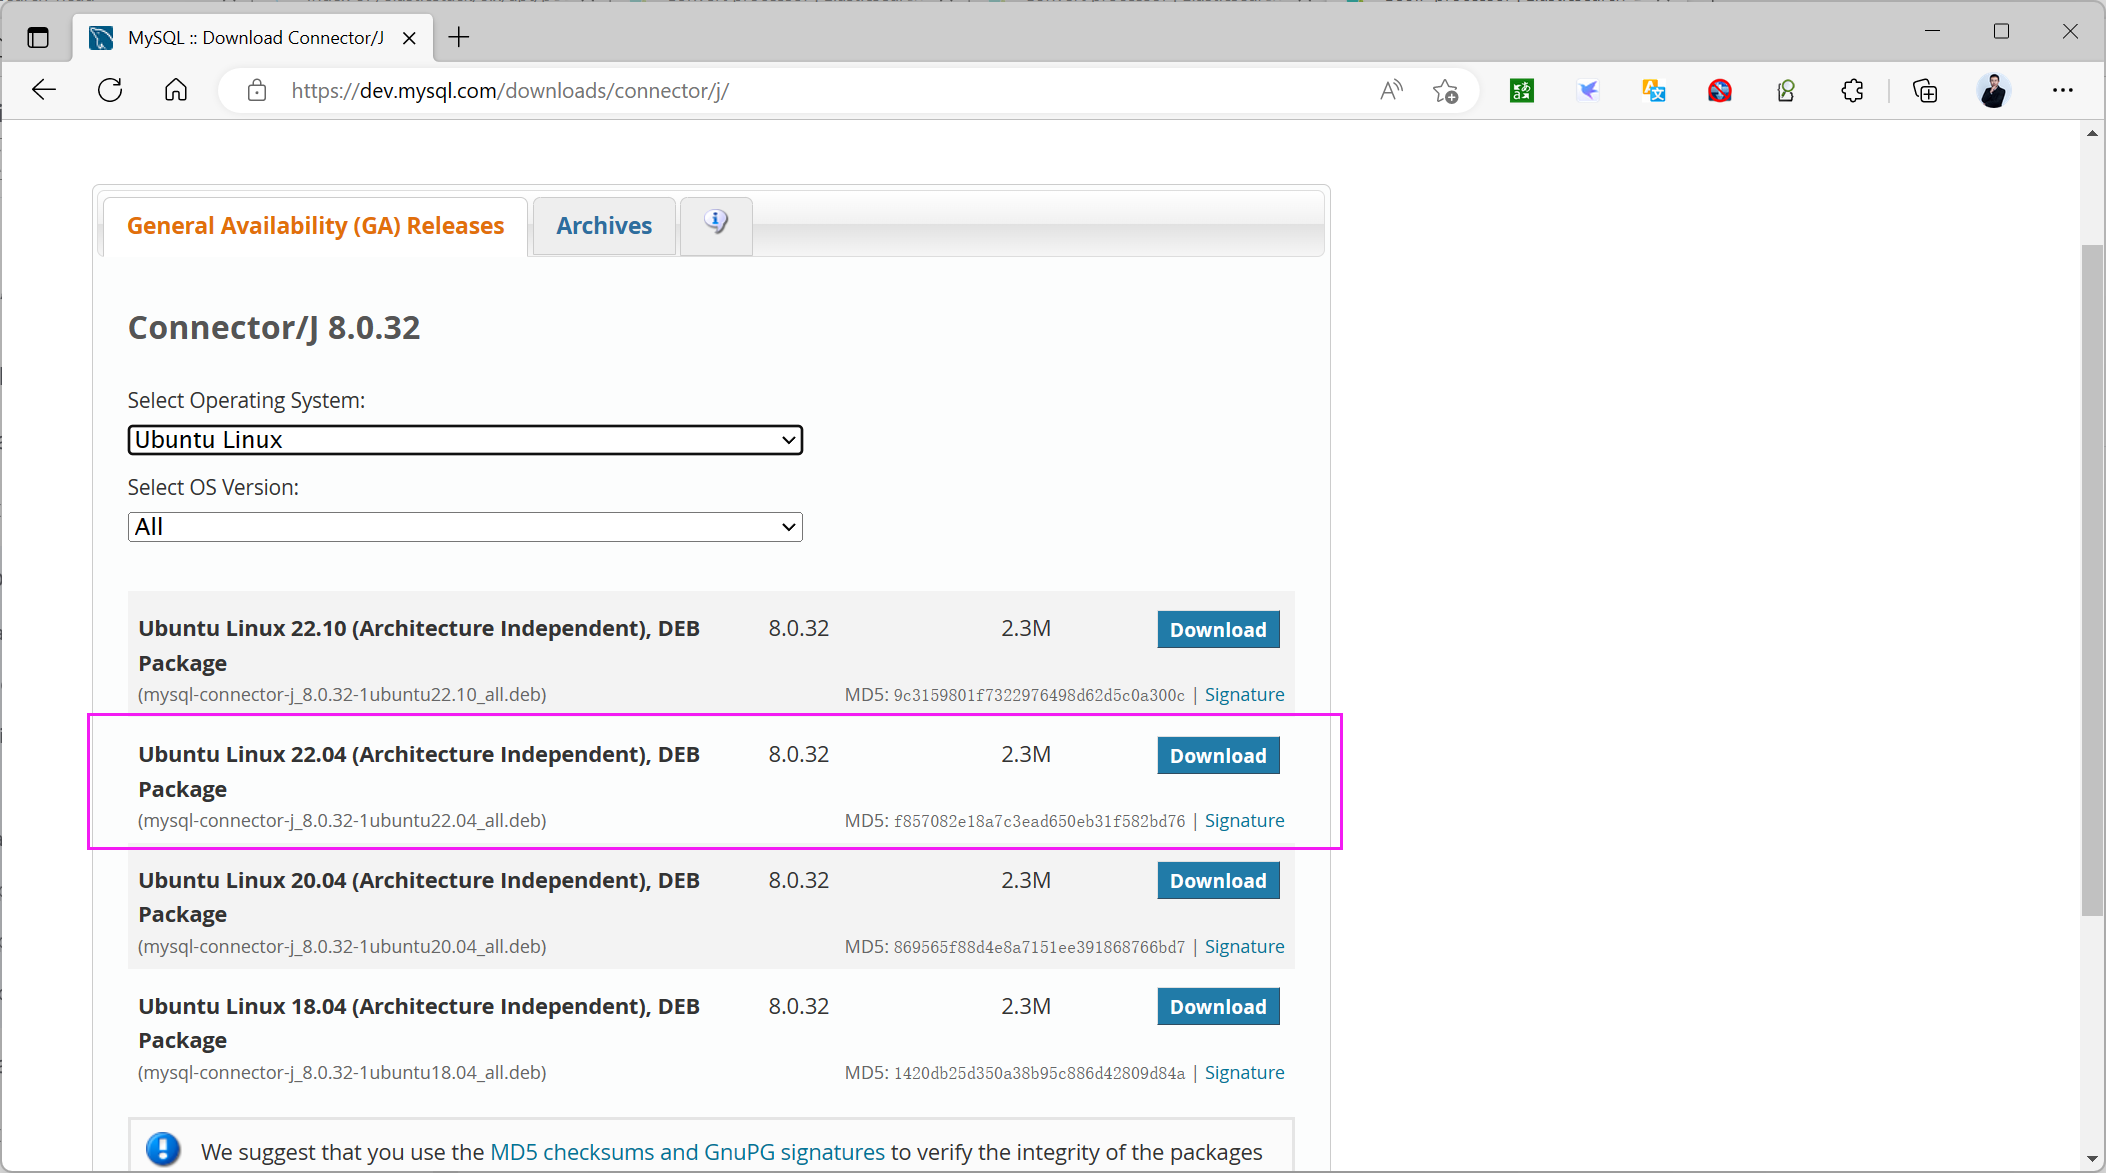 MySQL :: Download Connector/J
https://dev.mysql.com/downloads/connector/j/
General Availability (GA) Releases
Archives
Connector/J 8.0.32
Select Operating System:
Ubuntu Linux
Select OS Version:
All
Ubuntu Linux 22.10 (Architecture Independent), DEB 8.0.32 2.3M Download
Package
(mysql-connector-j_8.0.32-1ubuntu22.10_all.deb) MD5: 9c3159801f7322976498d62d5c0a300c | Signature
Ubuntu Linux 22.04 (Architecture Independent), DEB 8.0.32 2.3M Download
Package
(mysql-connector-j_8.0.32-1ubuntu22.04_all.deb) MD5: f857082e18a7c3ead650eb31f582bd76 | Signature
Ubuntu Linux 20.04 (Architecture Independent), DEB 8.0.32 2.3M Download
Package
(mysql-connector-j_8.0.32-1ubuntu20.04_all.deb) MD5: 869565f88d4e8a7151ee391868766bd7 | Signature
Ubuntu Linux 18.04 (Architecture Independent), DEB 8.0.32 2.3M Download
Package
(mysql-connector-j_8.0.32-1ubuntu18.04_all.deb) MD5: 1420db25d350a38b95c886d42809d84a | Signature
We suggest that you use the MD5 checksums and GnuPG signatures to verify the integrity of the packages